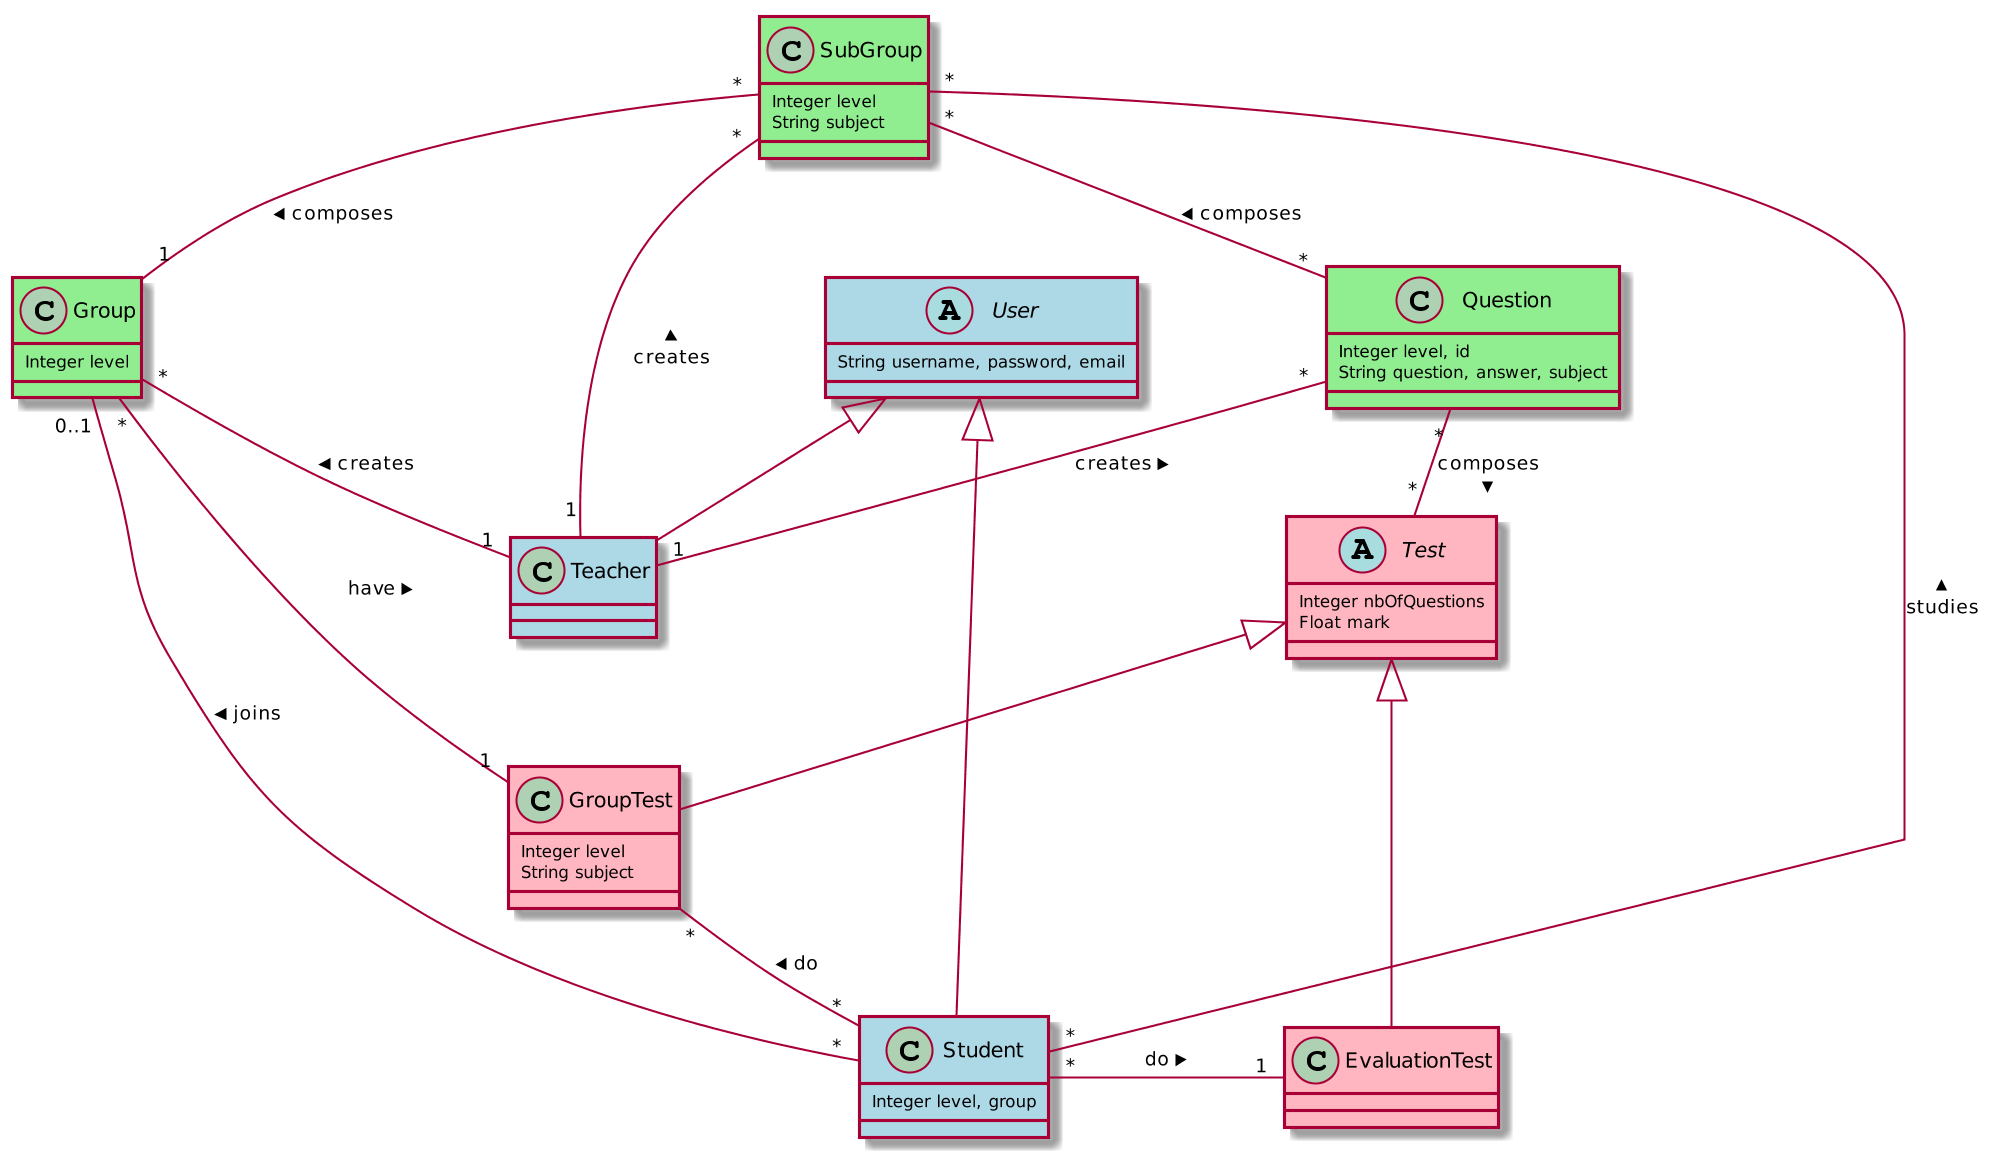 C SubGroup
Integer level
String subject
*
*
*
*
◄ composes
◄ composes
1
*
C Group
Integer level
A User
String username, password, email
C Question
Integer level, id
String question, answer, subject
▲
creates
*
*
0..1
*
*
◄ creates
creates ►
composes
▼
1
1
1
*
C Teacher
A Test
Integer nbOfQuestions
Float mark
have ►
▲
studies
◄ joins
1
C GroupTest
Integer level
String subject
*
◄ do
*
*
*
*
C Student
Integer level, group
do ►
1
C EvaluationTest